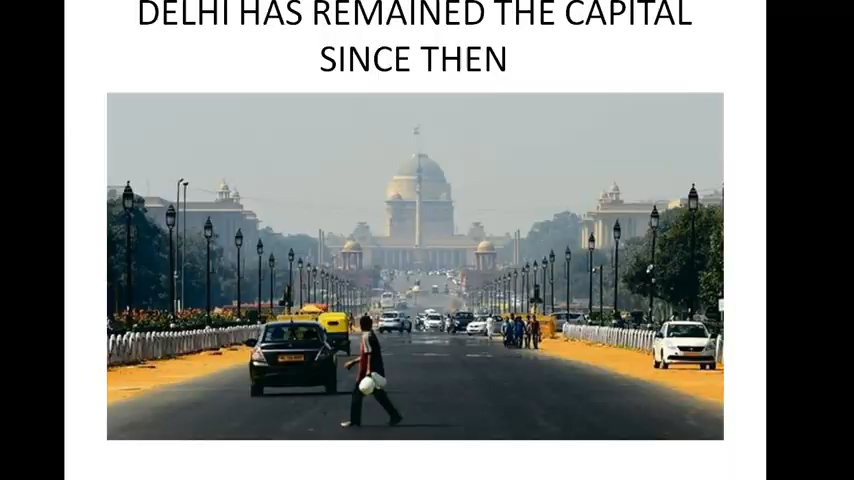 DELHI HAS REMAINED THE CAPITAL
SINCE THEN